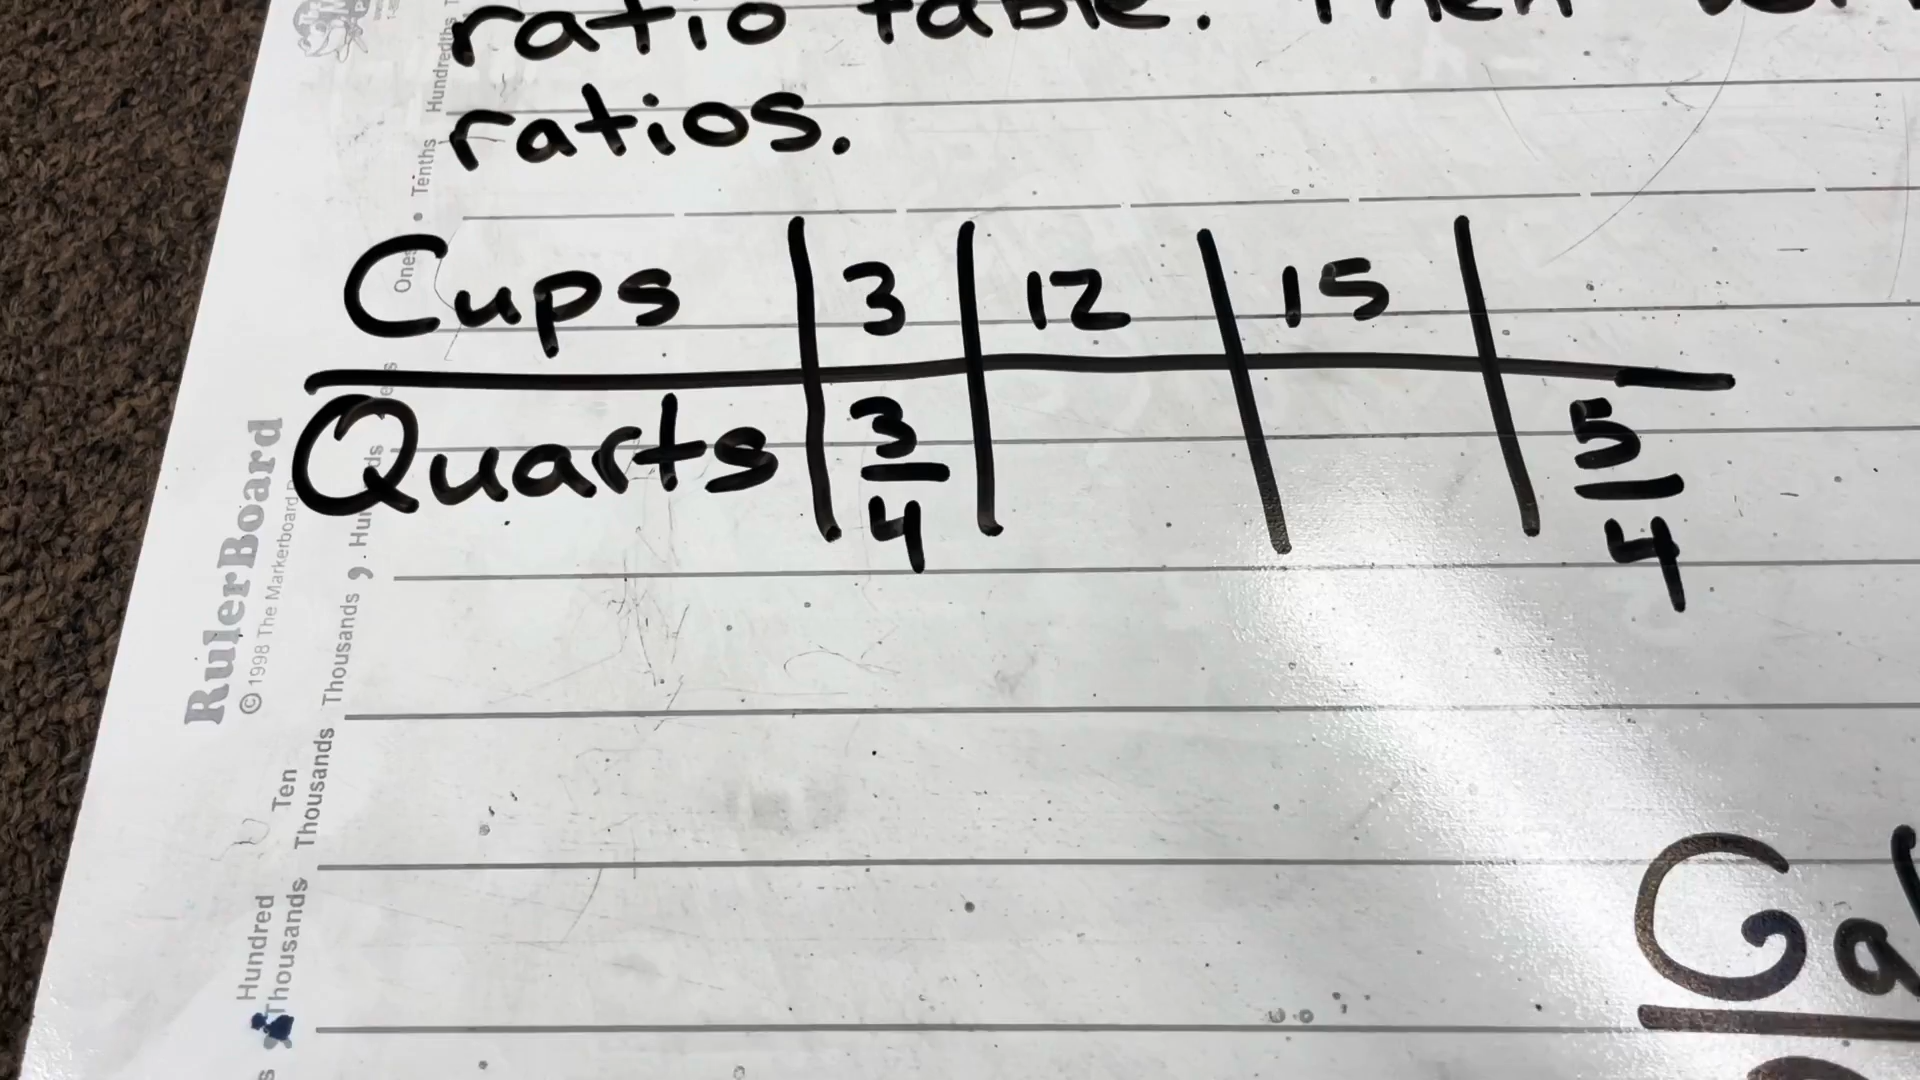 ratio table. Then
ratios.
Cups 3 12 15
Quarts 3/4 5/4
RulerBoard
© 1998 The Markerboard
Hundred Thousands
Ten Thousands
Thousands ,
Hundreds
Ones •
Tenths
Hundredths